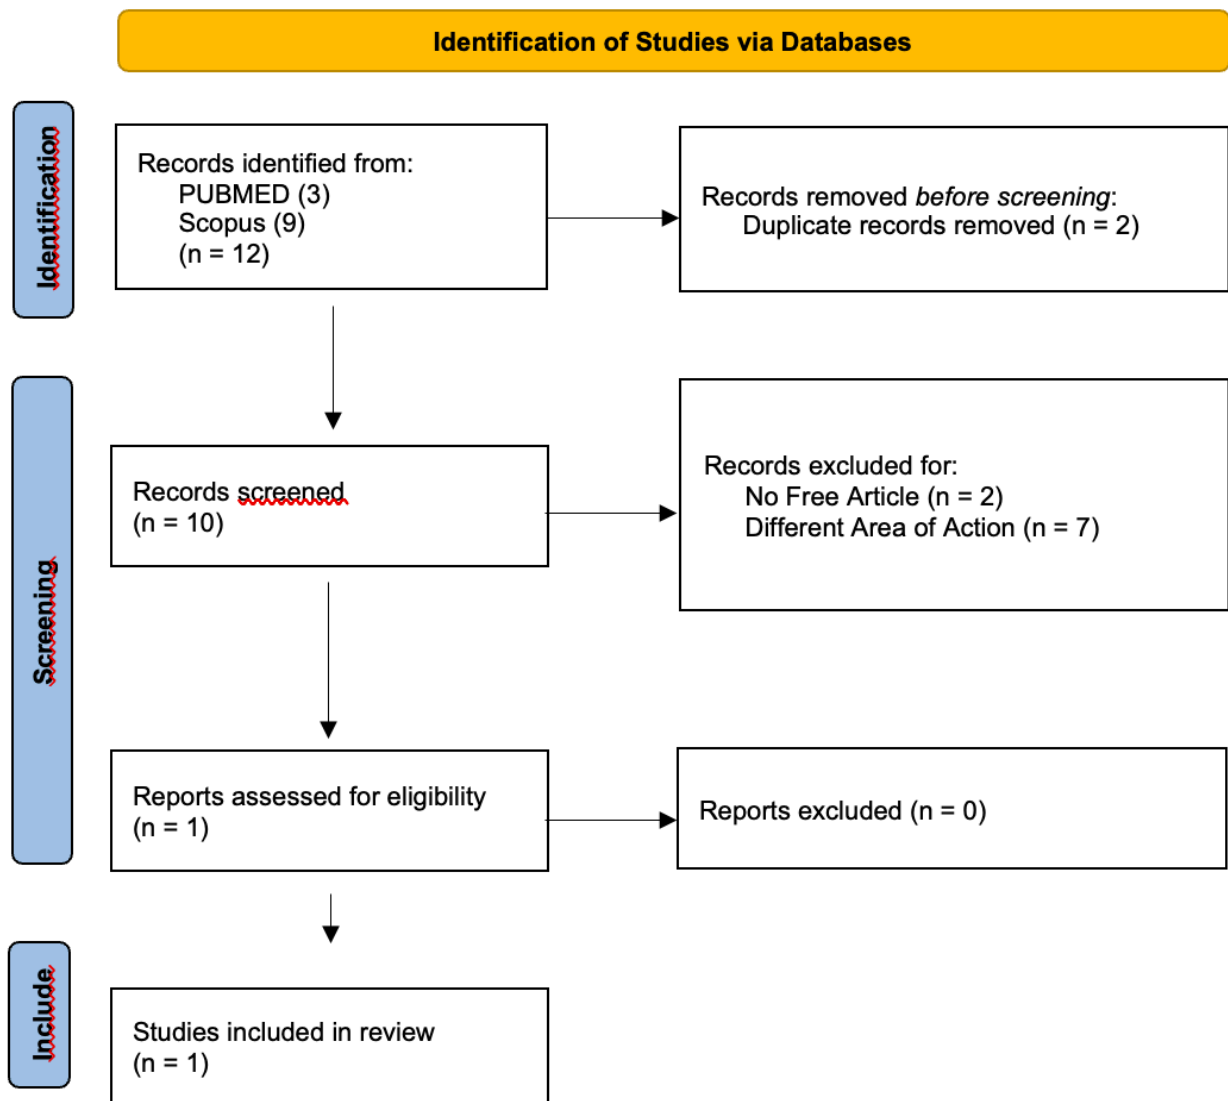 Identification of Studies via Databases
Identification
Records identified from:
PUBMED (3)
Scopus (9)
(n = 12)
Records removed before screening:
Duplicate records removed (n = 2)
Screening
Records screened
(n = 10)
Records excluded for:
No Free Article (n = 2)
Different Area of Action (n = 7)
Reports assessed for eligibility
(n = 1)
Reports excluded (n = 0)
Include
Studies included in review
(n = 1)